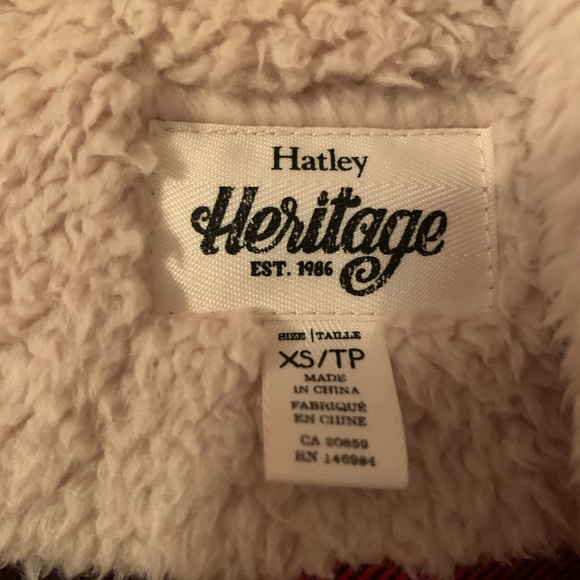 Hatley
Heritage
EST. 1986
SIZE | TAILLE
XS/TP
MADE
IN CHINA
FABRIQUÉ
EN CHINE
CA 20859
RN 146984